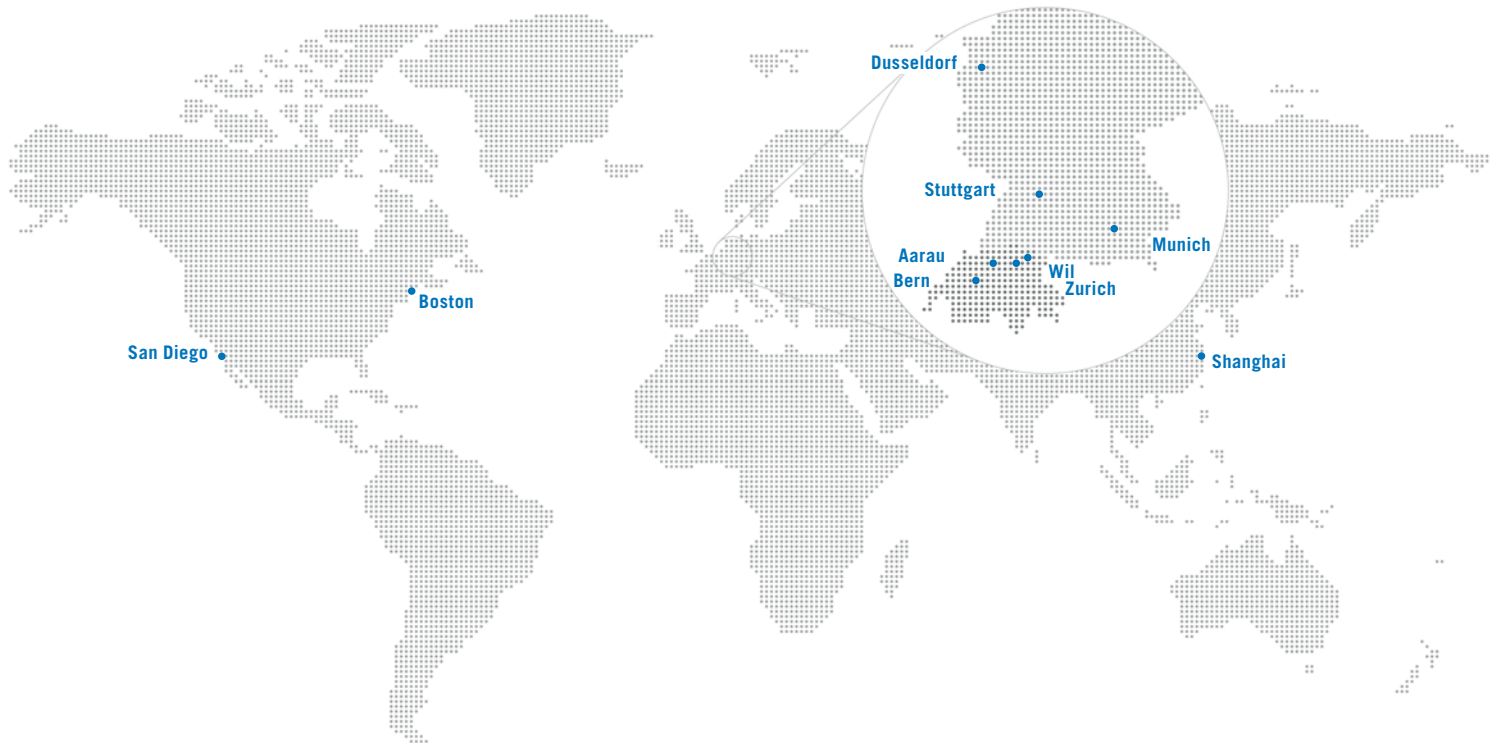 Dusseldorf
Stuttgart
Munich
Aarau
Wil
Bern
Zurich
Boston
San Diego
Shanghai